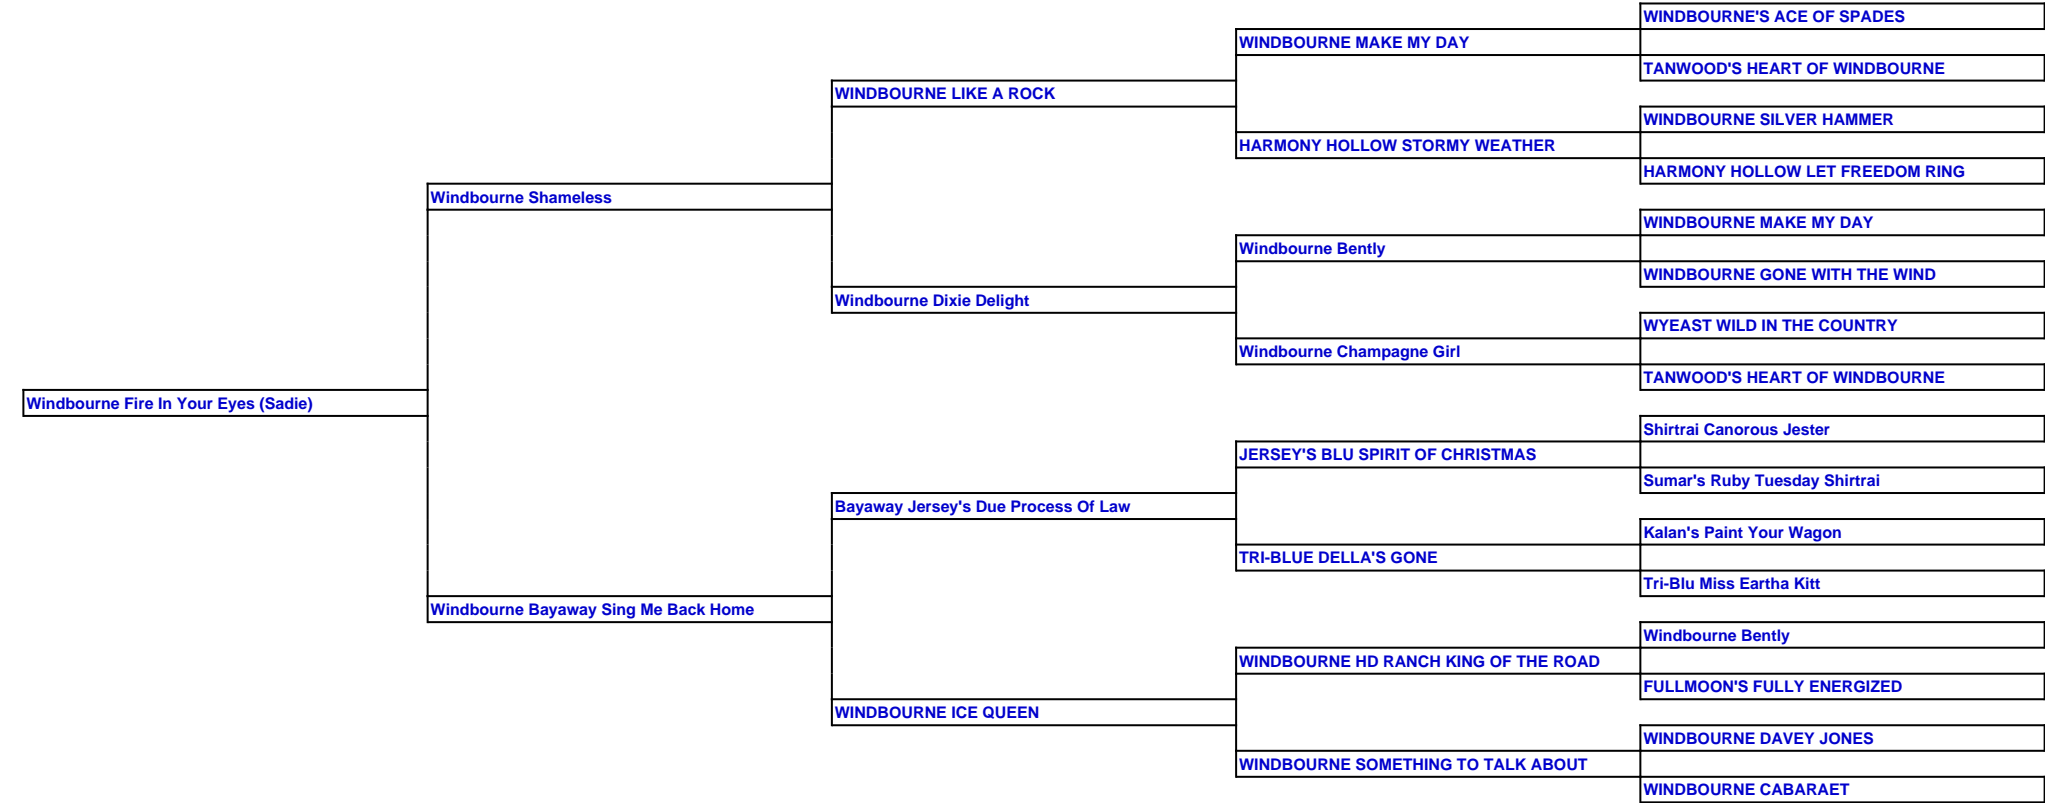 WINDBOURNE'S ACE OF SPADES
WINDBOURNE MAKE MY DAY
TANWOOD'S HEART OF WINDBOURNE
WINDBOURNE LIKE A ROCK
WINDBOURNE SILVER HAMMER
HARMONY HOLLOW STORMY WEATHER
HARMONY HOLLOW LET FREEDOM RING
Windbourne Shameless
WINDBOURNE MAKE MY DAY
Windbourne Bently
WINDBOURNE GONE WITH THE WIND
Windbourne Dixie Delight
WYEAST WILD IN THE COUNTRY
Windbourne Champagne Girl
TANWOOD'S HEART OF WINDBOURNE
Windbourne Fire In Your Eyes (Sadie)
Shirtrai Canorous Jester
JERSEY'S BLU SPIRIT OF CHRISTMAS
Sumar's Ruby Tuesday Shirtrai
Bayaway Jersey's Due Process Of Law
Kalan's Paint Your Wagon
TRI-BLUE DELLA'S GONE
Tri-Blu Miss Eartha Kitt
Windbourne Bayaway Sing Me Back Home
Windbourne Bently
WINDBOURNE HD RANCH KING OF THE ROAD
FULLMOON'S FULLY ENERGIZED
WINDBOURNE ICE QUEEN
WINDBOURNE DAVEY JONES
WINDBOURNE SOMETHING TO TALK ABOUT
WINDBOURNE CABARAET